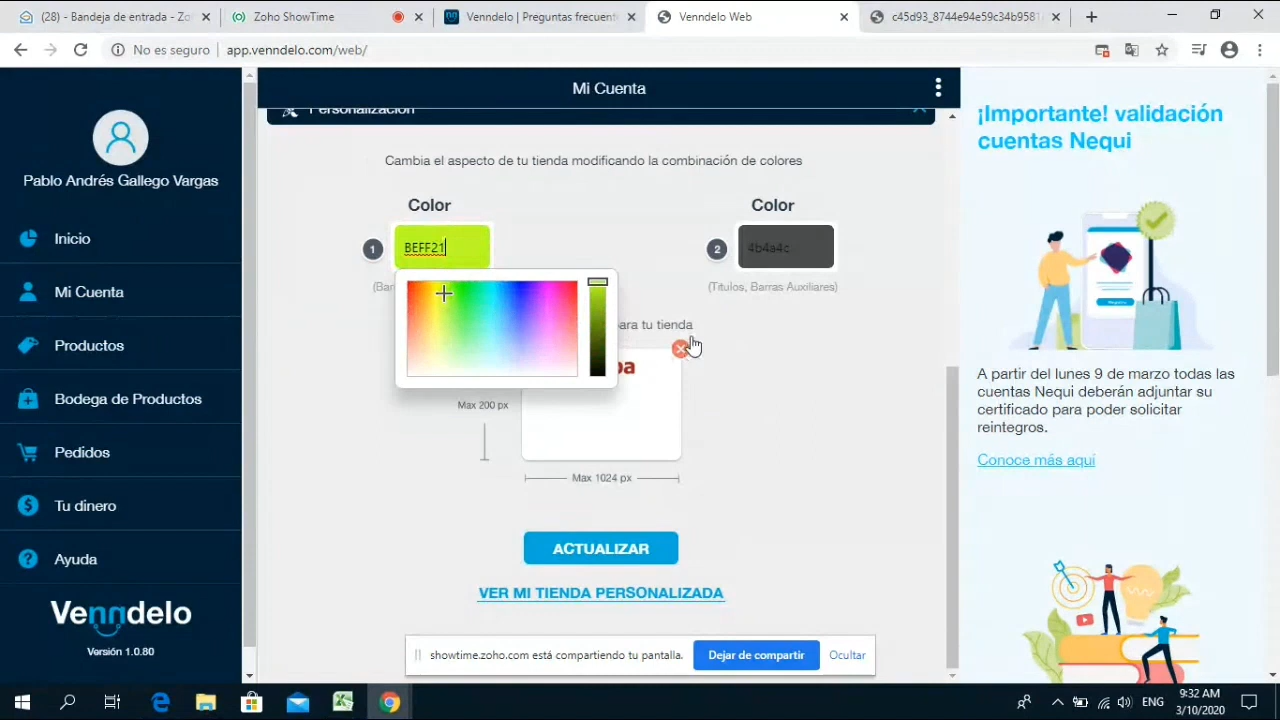 (28) - Bandeja de entrada - Zo
Zoho ShowTime
Venndelo | Preguntas frecuent
Venndelo Web
c45d93_8744e94e59c34b9581
No es seguro
app.venndelo.com/web/
Pablo Andrés Gallego Vargas
Inicio
Mi Cuenta
Productos
Bodega de Productos
Pedidos
Tu dinero
Ayuda
Venndelo
Versión 1.0.80
Mi Cuenta
Personalización
Cambia el aspecto de tu tienda modificando la combinación de colores
Color
1
BEFF21
(Bar
Color
2
4b4a4c
(Titulos, Barras Auxiliares)
para tu tienda
pa
Max 200 px
Max 1024 px
ACTUALIZAR
VER MI TIENDA PERSONALIZADA
showtime.zoho.com está compartiendo tu pantalla.
Dejar de compartir
Ocultar
¡Importante! validación
cuentas Nequi
A partir del lunes 9 de marzo todas las
cuentas Nequi deberán adjuntar su
certificado para poder solicitar
reintegros.
Conoce más aquí
ENG
9:32 AM
3/10/2020